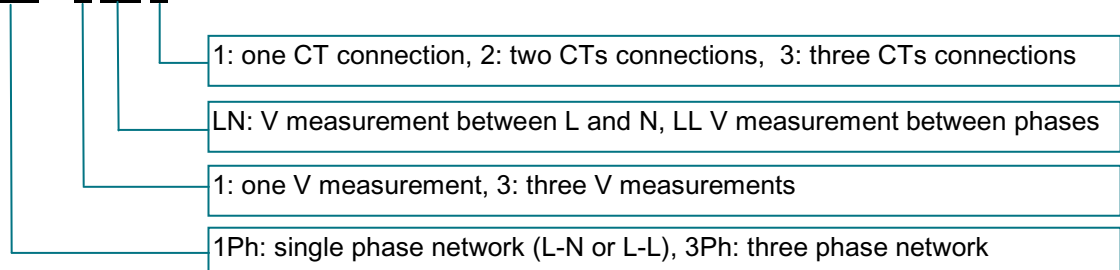 1: one CT connection, 2: two CTs connections, 3: three CTs connections
LN: V measurement between L and N, LL V measurement between phases
1: one V measurement, 3: three V measurements
1Ph: single phase network (L-N or L-L), 3Ph: three phase network